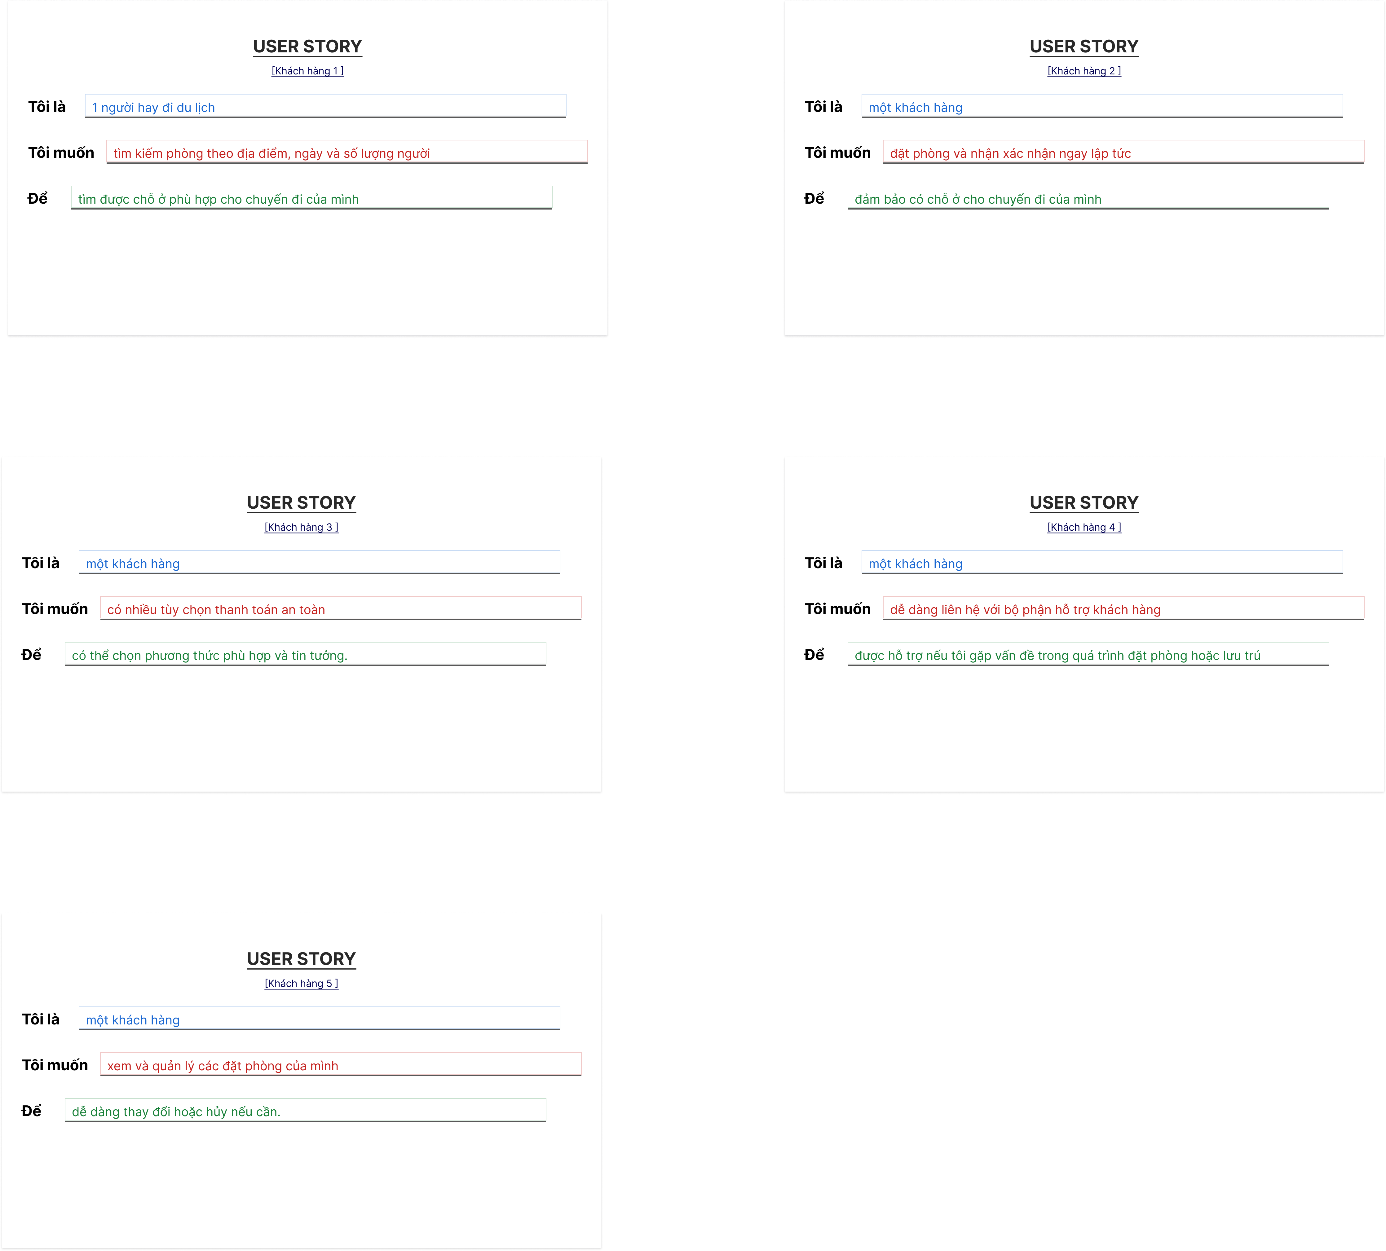 USER STORY
[Khách hàng 1 ]
Tôi là 1 người hay đi du lịch
Tôi muốn tìm kiếm phòng theo địa điểm, ngày và số lượng người
Để tìm được chỗ ở phù hợp cho chuyến đi của mình
USER STORY
[Khách hàng 2 ]
Tôi là một khách hàng
Tôi muốn đặt phòng và nhận xác nhận ngay lập tức
Để đảm bảo có chỗ ở cho chuyến đi của mình
USER STORY
[Khách hàng 3 ]
Tôi là một khách hàng
Tôi muốn có nhiều tùy chọn thanh toán an toàn
Để có thể chọn phương thức phù hợp và tin tưởng.
USER STORY
[Khách hàng 4 ]
Tôi là một khách hàng
Tôi muốn dễ dàng liên hệ với bộ phận hỗ trợ khách hàng
Để được hỗ trợ nếu tôi gặp vấn đề trong quá trình đặt phòng hoặc lưu trú
USER STORY
[Khách hàng 5 ]
Tôi là một khách hàng
Tôi muốn xem và quản lý các đặt phòng của mình
Để dễ dàng thay đổi hoặc hủy nếu cần.